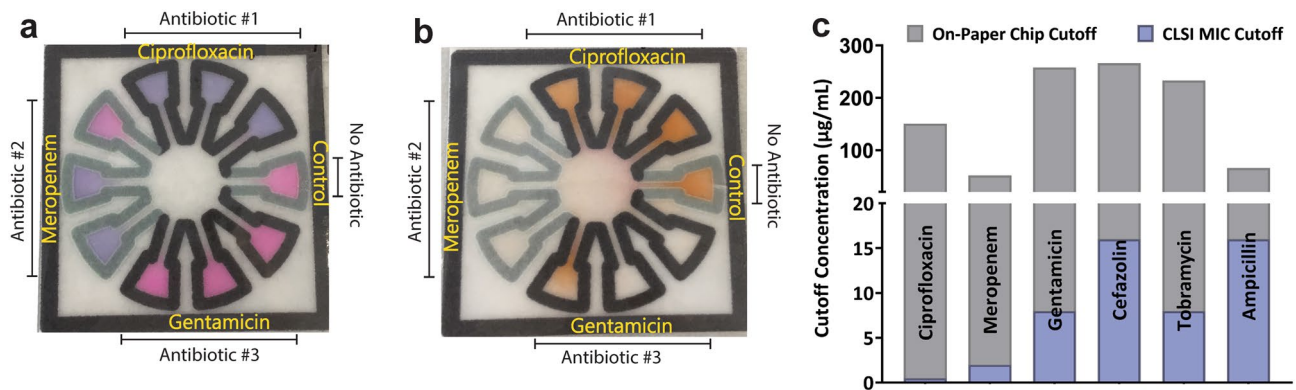 a
Antibiotic #1
Ciprofloxacin
Antibiotic #2
Meropenem
Control
No Antibiotic
Gentamicin
Antibiotic #3
b
Antibiotic #1
Ciprofloxacin
Antibiotic #2
Meropenem
Control
No Antibiotic
Gentamicin
Antibiotic #3
c
On-Paper Chip Cutoff
CLSI MIC Cutoff
Cutoff Concentration (µg/mL)
300
200
100
20
15
10
5
0
Ciprofloxacin
Meropenem
Gentamicin
Cefazolin
Tobramycin
Ampicillin